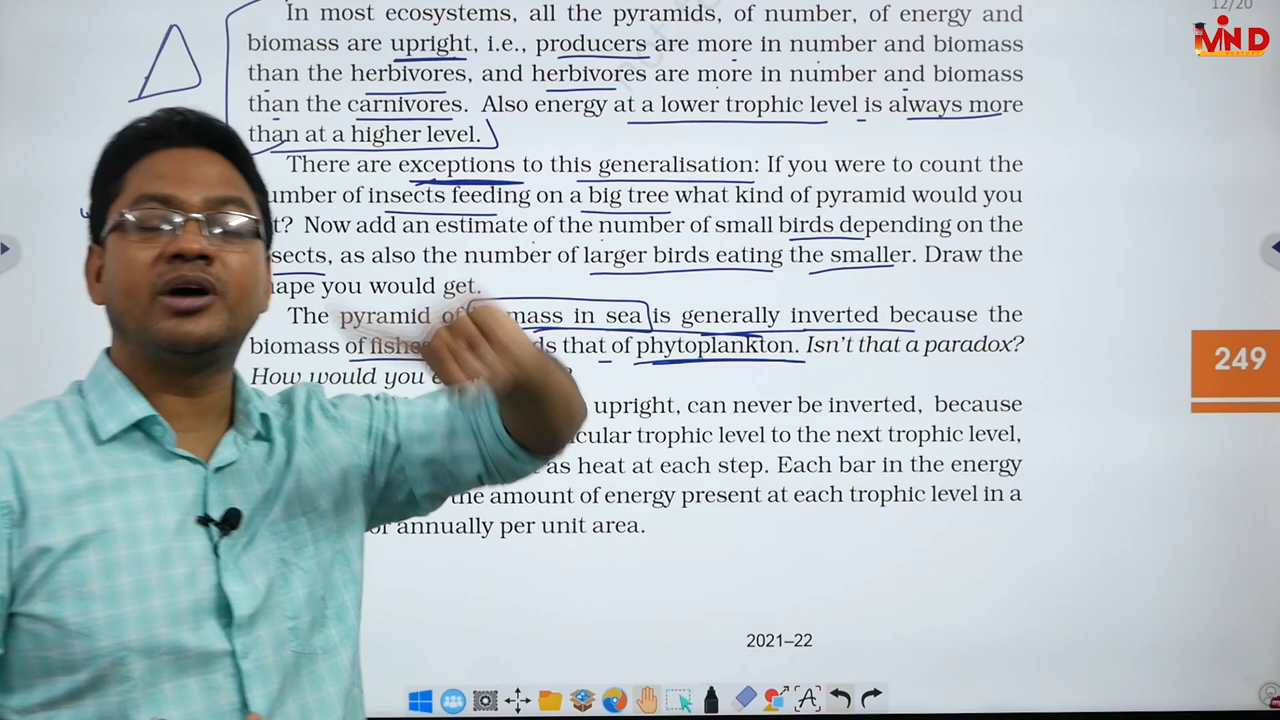 12/20
MIND
In most ecosystems, all the pyramids, of number, of energy and
biomass are upright, i.e., producers are more in number and biomass
than the herbivores, and herbivores are more in number and biomass
than the carnivores. Also energy at a lower trophic level is always more
than at a higher level.
There are exceptions to this generalisation: If you were to count the
umber of insects feeding on a big tree what kind of pyramid would you
t? Now add an estimate of the number of small birds depending on the
sects, as also the number of larger birds eating the smaller. Draw the
hape you would get.
The pyramid of mass in sea is generally inverted because the
biomass of fishes ds that of phytoplankton. Isn't that a paradox?
How would you ?
upright, can never be inverted, because
cular trophic level to the next trophic level,
as heat at each step. Each bar in the energy
the amount of energy present at each trophic level in a
or annually per unit area.
249
2021–22